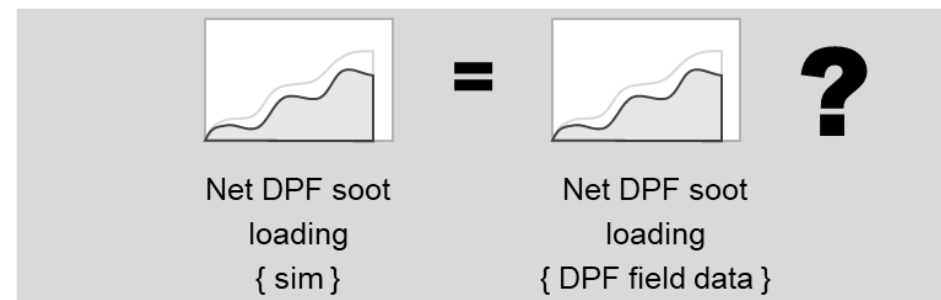 = ?
Net DPF soot Net DPF soot
loading loading
{ sim } { DPF field data }